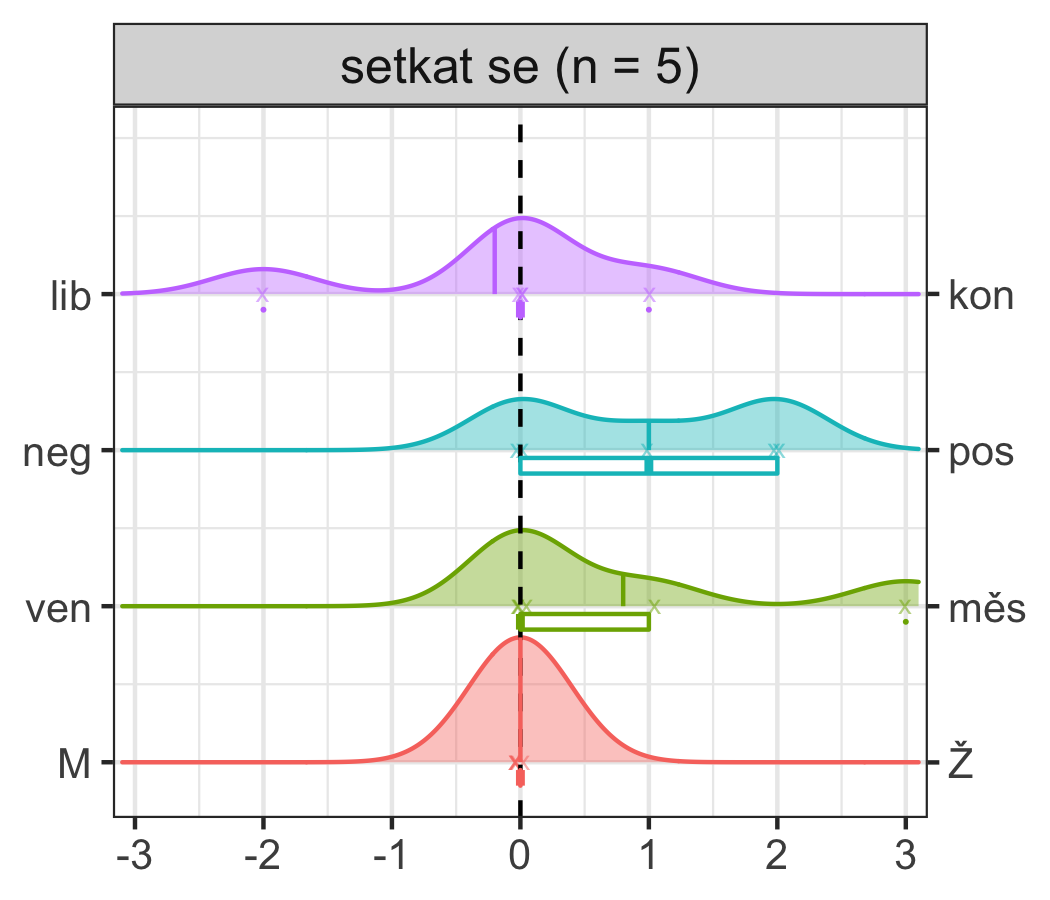 setkat se (n = 5)
lib kon
neg pos
ven měs
M Ž
-3 -2 -1 0 1 2 3